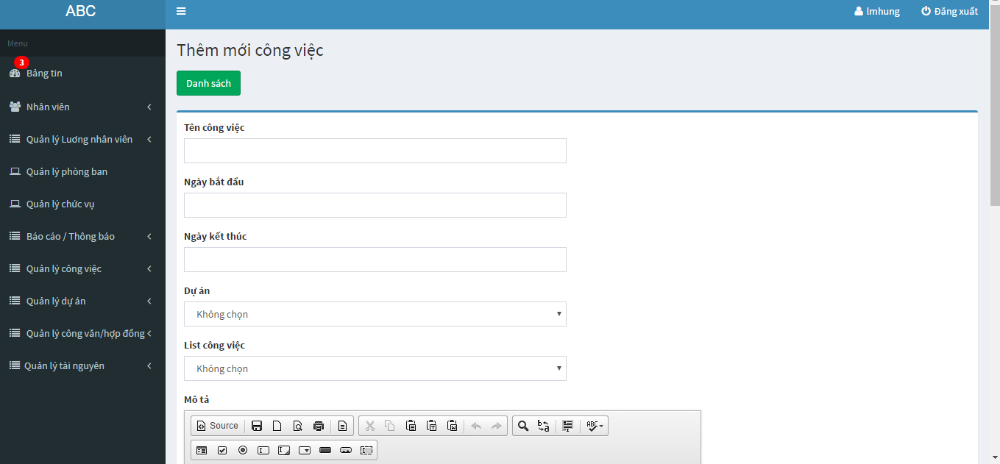 ABC
lmhung
Đăng xuất
Menu
3
Bảng tin
Nhân viên
Quản lý Lương nhân viên
Quản lý phòng ban
Quản lý chức vụ
Báo cáo / Thông báo
Quản lý công việc
Quản lý dự án
Quản lý công văn/hợp đồng
Quản lý tài nguyên
Thêm mới công việc
Danh sách
Tên công việc
Ngày bắt đầu
Ngày kết thúc
Dự án
Không chọn
List công việc
Không chọn
Mô tả
Source